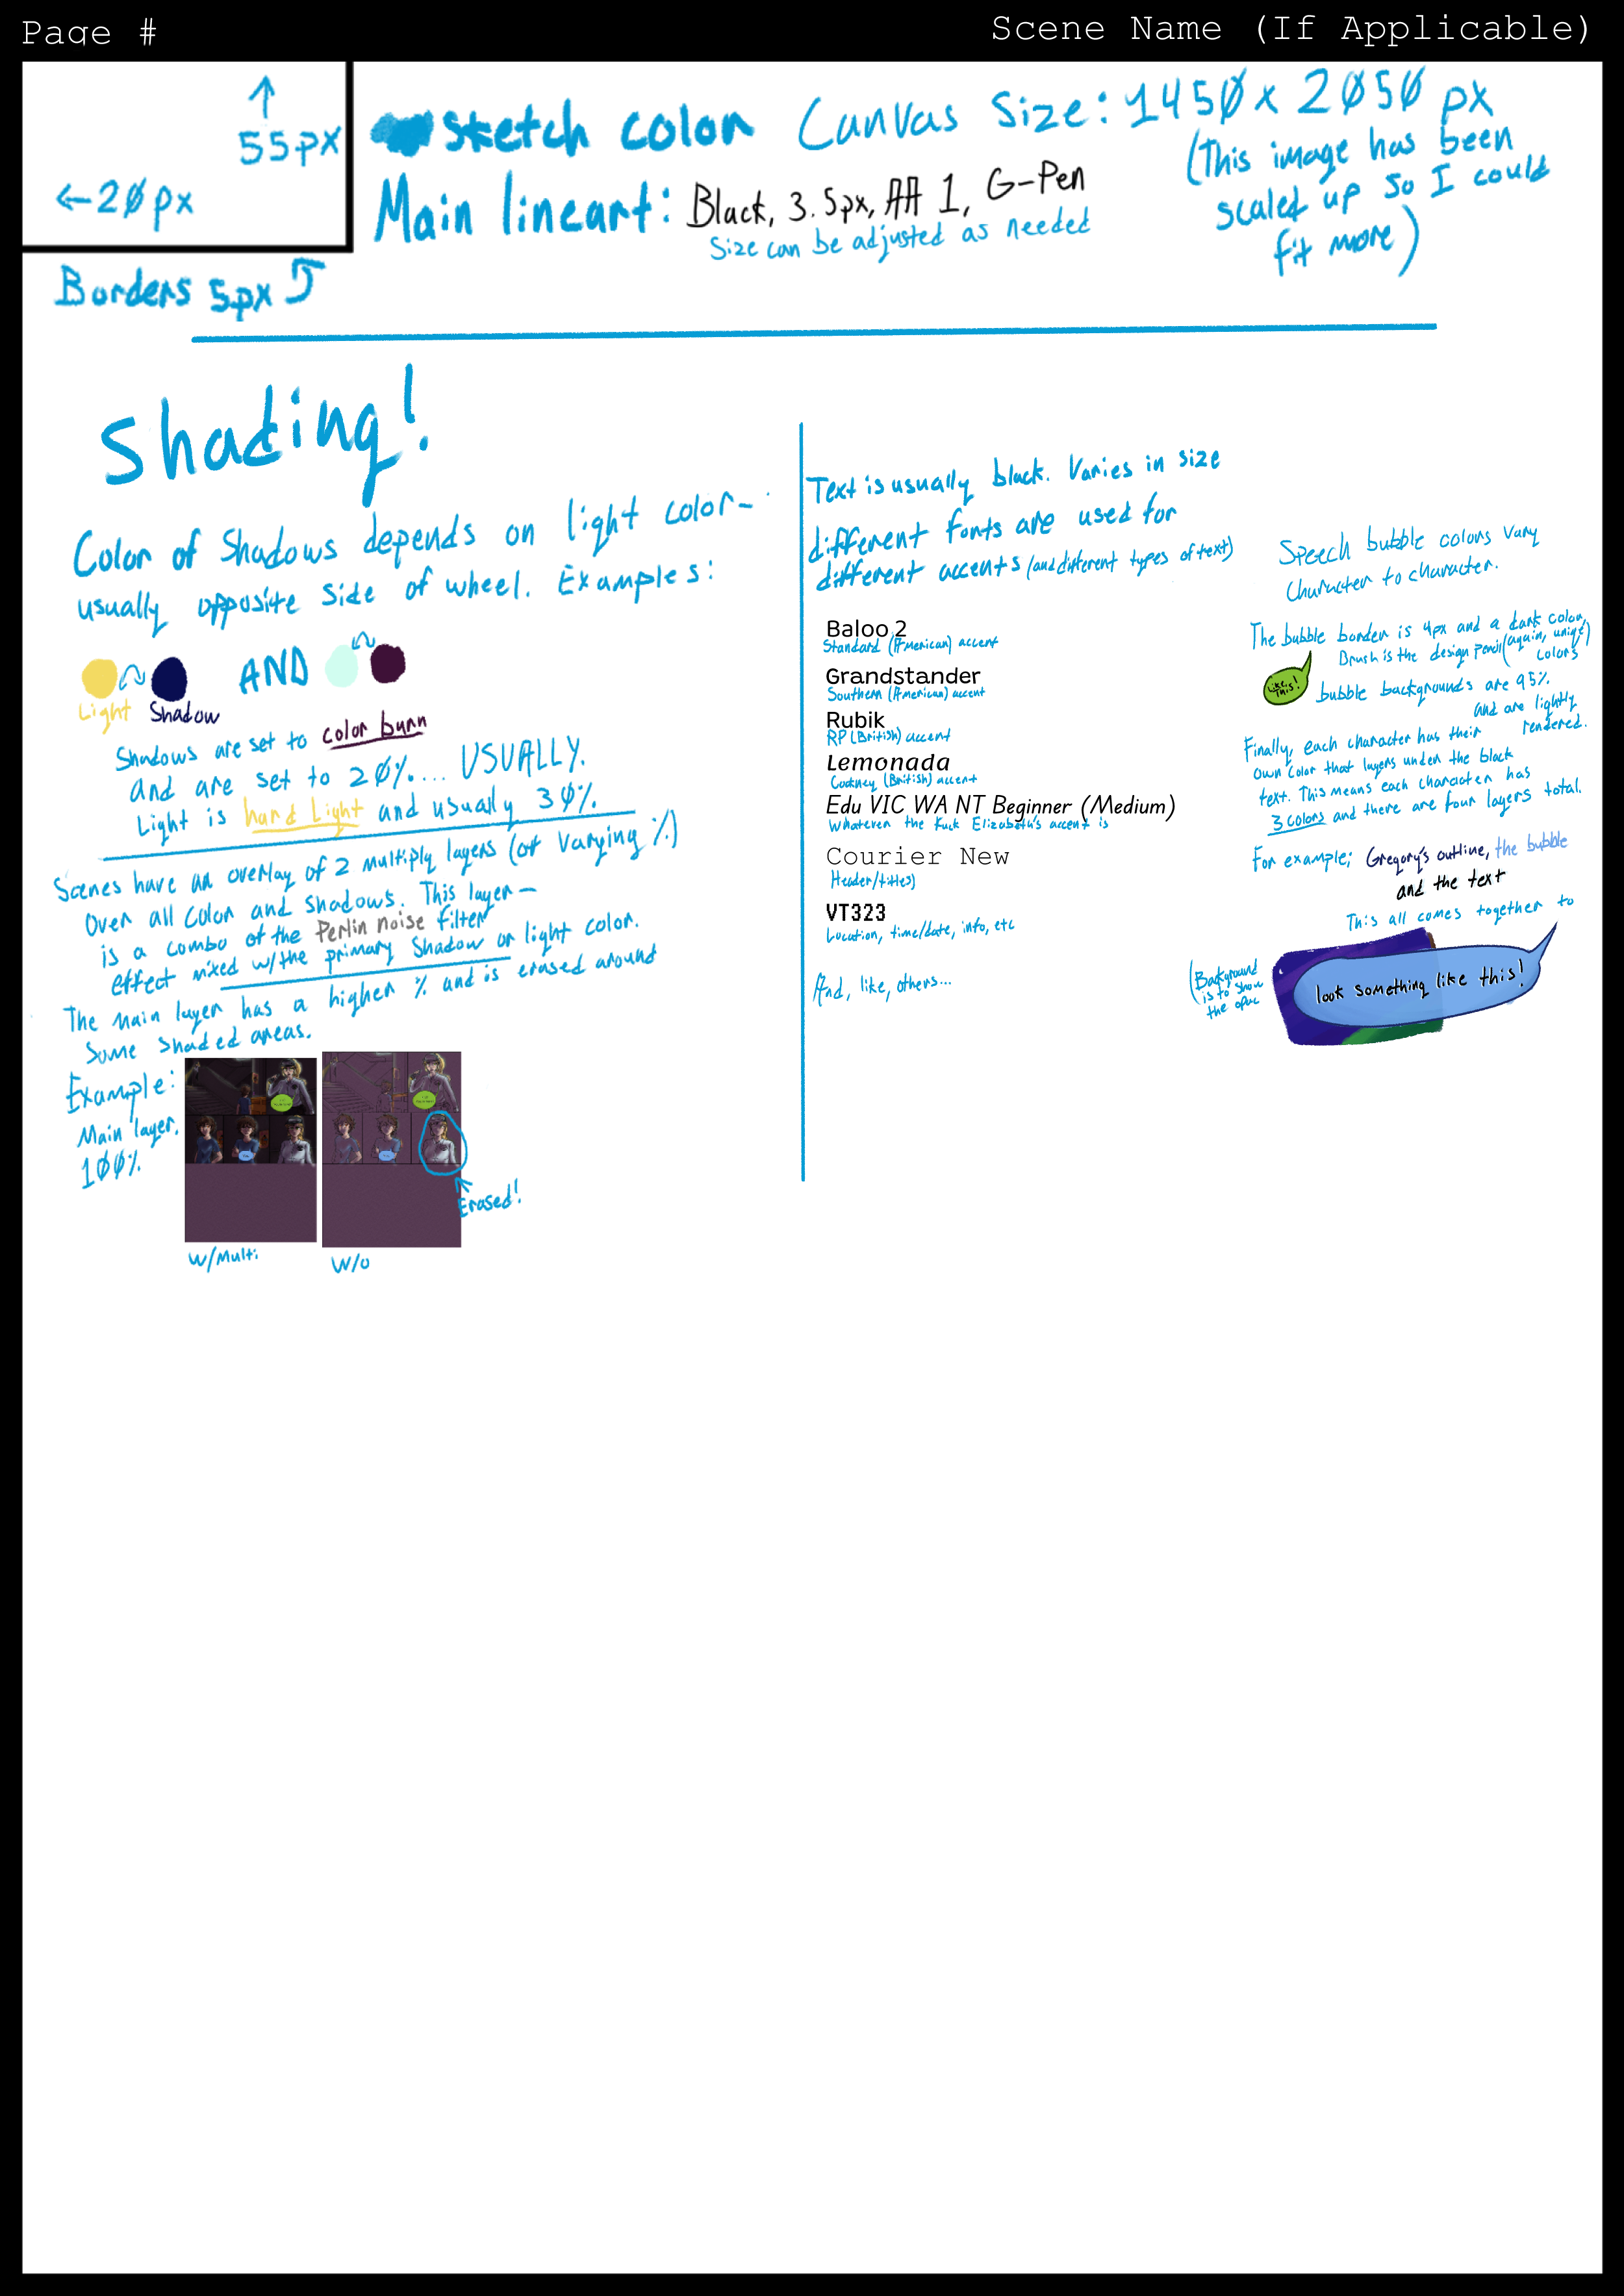 Page #
Scene Name (If Applicable)
↑
55px
←20px
Borders 5px
sketch color
Canvas Size: 1450x2050 px
(This image has been
scaled up so I could
fit more)
Main lineart: Black, 3.5px, AA 1, G-Pen
Size can be adjusted as needed
Shading!
Color of Shadows depends on light color-
usually opposite side of wheel. Examples:
Light
Shadow
AND
Shadows are set to color burn
and are set to 20%.... USUALLY.
Light is hard Light and usually 30%.
Scenes have an overlay of 2 multiply layers (of varying %)
over all color and shadows. This layer-
is a combo of the Perlin noise filter
effect mixed w/the primary Shadow or light color.
The main layer has a higher % and is erased around
some shaded areas.
Example:
Main layer.
100%
w/Multi
w/o
Erased!
Text is usually black. Varies in size
different fonts are used for
different accents (and different types of text)
Baloo 2
Standard (American) accent
Grandstander
Southern (American) accent
Rubik
RP (British) accent
Lemonada
Cockney (British) accent
Edu VIC WA NT Beginner (Medium)
Whatever the fuck Elizabeth's accent is
Courier New
Header/titles)
VT323
Location, time/date, info, etc
And, like, others...
Speech bubble colors vary
character to character.
The bubble border is 4px and a dark color,
Brush is the design pencil (again, unique
colors)
Like This!
bubble backgrounds are 95%
and are lightly
rendered.
Finally, each character has their
own color that layers under the black
text. This means each character has
3 colors and there are four layers total.
For example; Gregory's outline, the bubble
and the text
This all comes together to
(Background
is to show
the opac
look something like this!